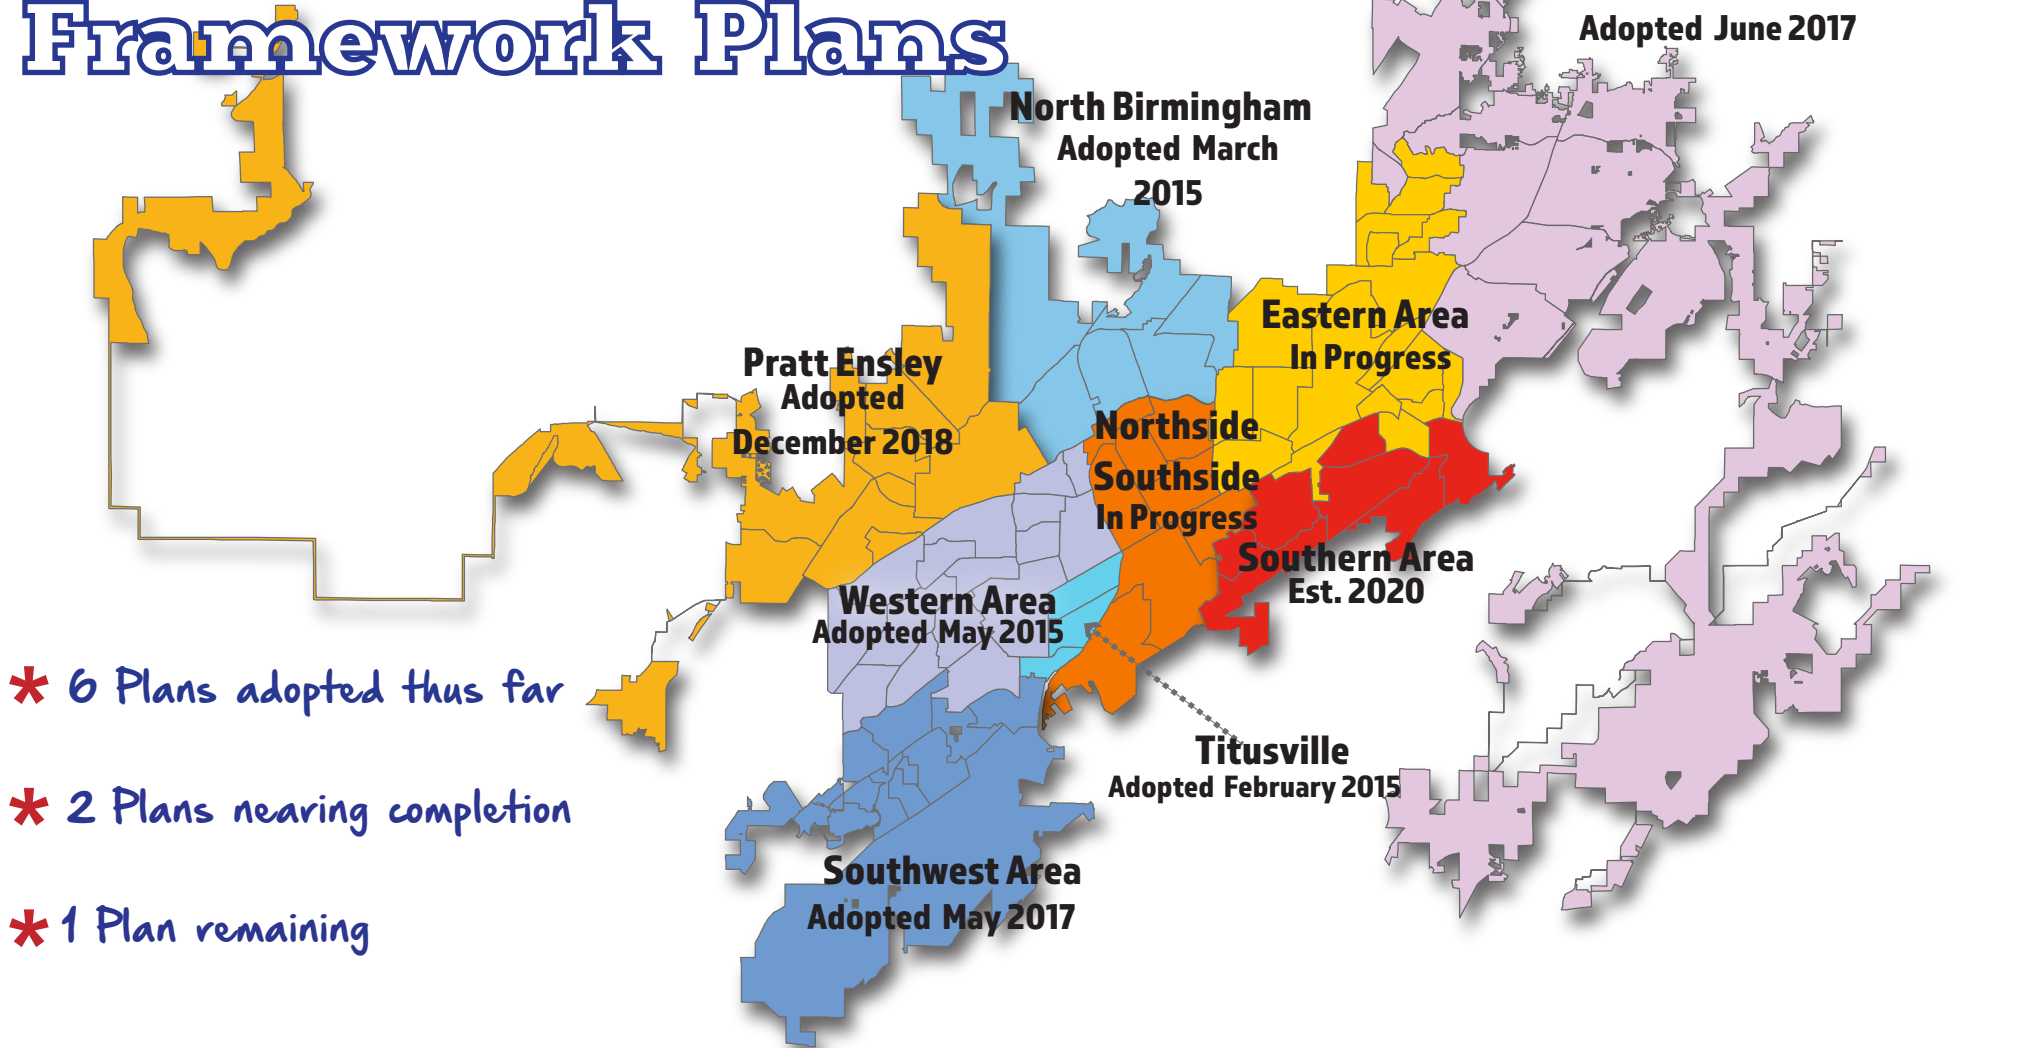 Framework Plans
Adopted June 2017
North Birmingham
Adopted March
2015
Eastern Area
In Progress
Pratt Ensley
Adopted
December 2018
Northside
Southside
In Progress
Southern Area
Est. 2020
Western Area
Adopted May 2015
Titusville
Adopted February 2015
Southwest Area
Adopted May 2017
* 6 Plans adopted thus far
* 2 Plans nearing completion
* 1 Plan remaining